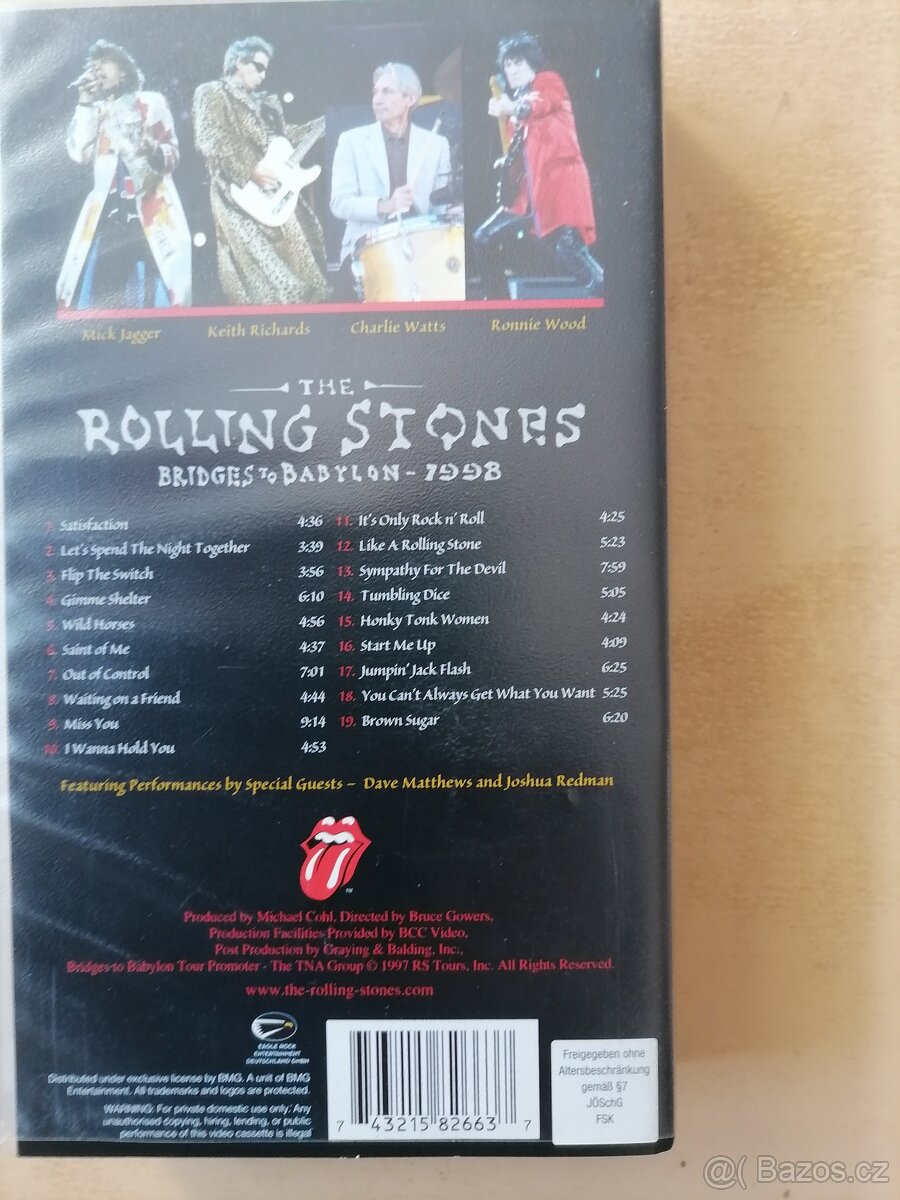 Mick Jagger
Keith Richards
Charlie Watts
Ronnie Wood
THE
ROLLING STONES
BRIDGES TO BABYLON - 1998
1. Satisfaction 4:36
2. Let's Spend The Night Together 3:39
3. Flip The Switch 3:56
4. Gimme Shelter 6:10
5. Wild Horses 4:56
6. Saint of Me 4:37
7. Out of Control 7:01
8. Waiting on a Friend 4:44
9. Miss You 9:14
10. I Wanna Hold You 4:53
11. It's Only Rock n' Roll 4:25
12. Like A Rolling Stone 5:23
13. Sympathy For The Devil 7:59
14. Tumbling Dice 5:05
15. Honky Tonk Women 4:24
16. Start Me Up 4:09
17. Jumpin' Jack Flash 6:25
18. You Can't Always Get What You Want 5:25
19. Brown Sugar 6:20
Featuring Performances by Special Guests – Dave Matthews and Joshua Redman
TM
Produced by Michael Cohl, Directed by Bruce Gowers,
Production Facilities Provided by BCC Video,
Post Production by Graying & Balding, Inc.,
Bridges to Babylon Tour Promoter - The TNA Group © 1997 RS Tours, Inc. All Rights Reserved.
www.the-rolling-stones.com
EAGLE ROCK
ENTERTAINMENT
DEUTSCHLAND GMBH
Distributed under exclusive license by BMG. A unit of BMG
Entertainment. All trademarks and logos are protected.
WARNING: For private domestic use only. Any
unauthorised copying, hiring, lending, or public
performance of this video cassette is illegal
7 43215 82663 7
Freigegeben ohne
Altersbeschränkung
gemäß §7
JÖSchG
FSK
@( Bazos.cz